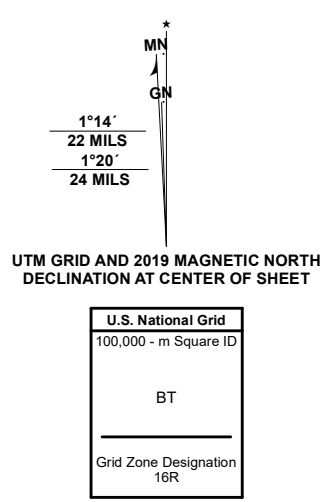 ★
MN
GN
1°14´
22 MILS
1°20´
24 MILS
UTM GRID AND 2019 MAGNETIC NORTH
DECLINATION AT CENTER OF SHEET
U.S. National Grid
100,000 - m Square ID
BT
Grid Zone Designation
16R